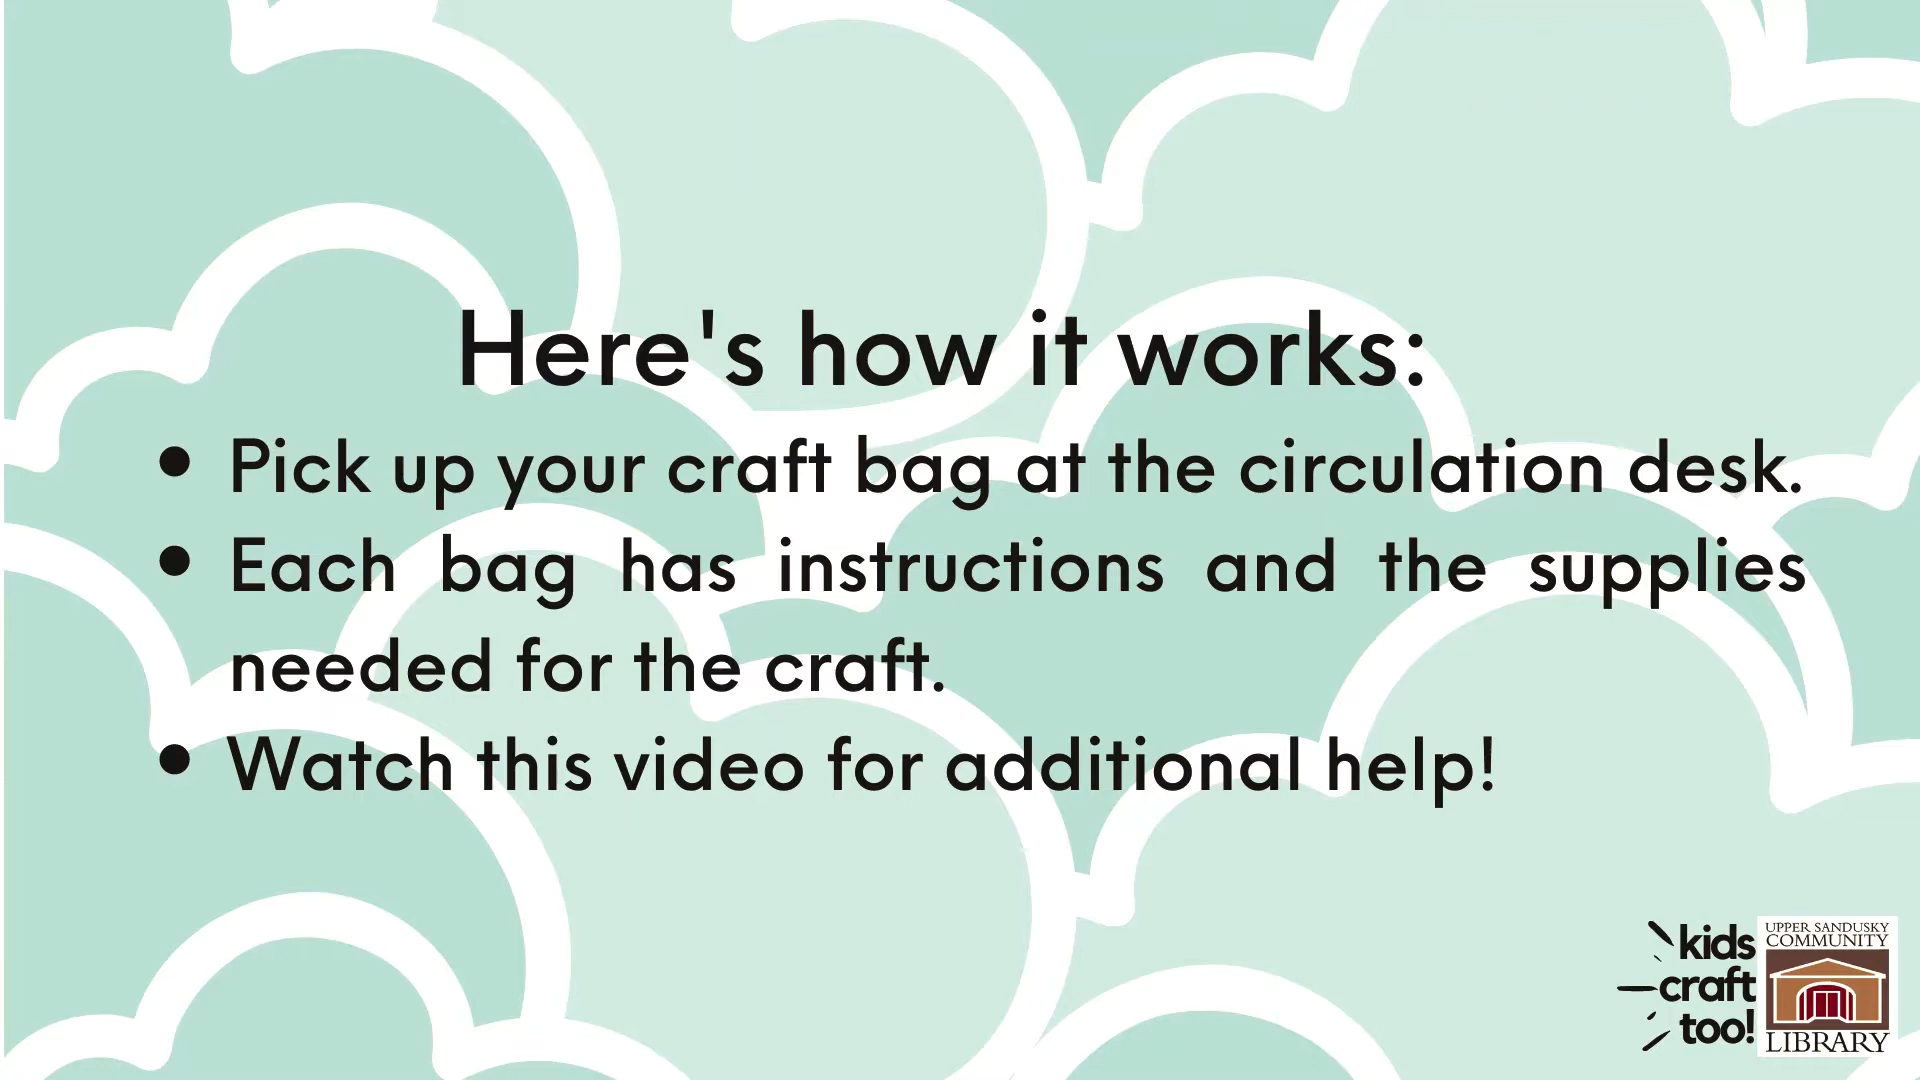 Here's how it works:
• Pick up your craft bag at the circulation desk.
• Each bag has instructions and the supplies
needed for the craft.
• Watch this video for additional help!
kids
craft
too!
UPPER SANDUSKY
COMMUNITY
LIBRARY